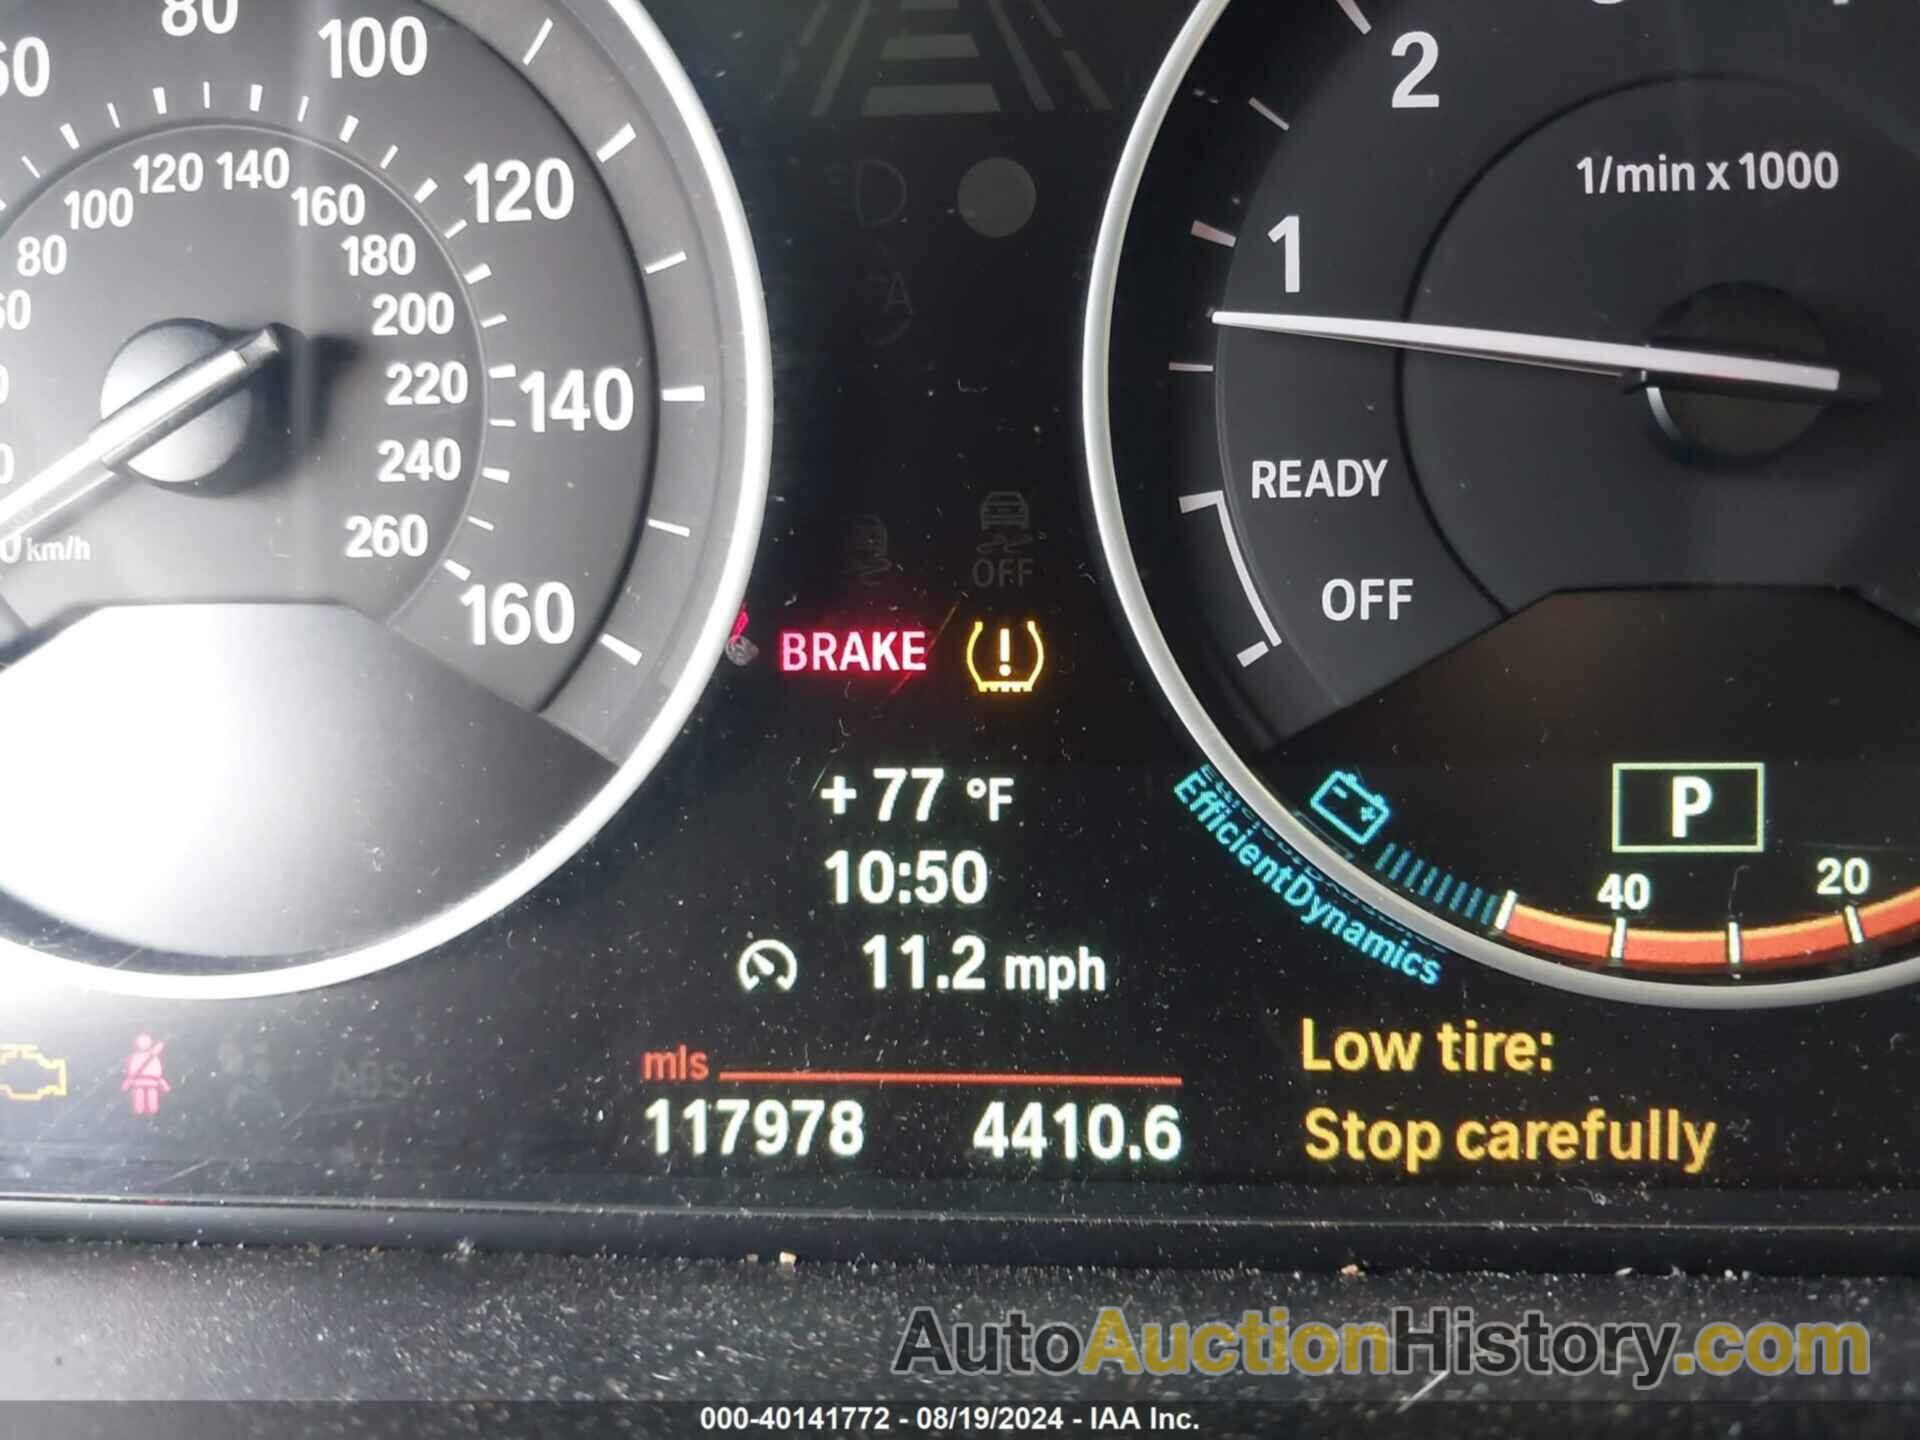 80
100
120
140
160
100
120
140
160
80
180
200
220
240
260
km/h
2
1/min x 1000
1
READY
OFF
A
OFF
BRAKE
+ 77 °F
10:50
11.2 mph
P
EfficientDynamics
40
20
ABS
mls
117978 4410.6
Low tire:
Stop carefully
AutoAuctionHistory.com
000-40141772 - 08/19/2024 - IAA Inc.